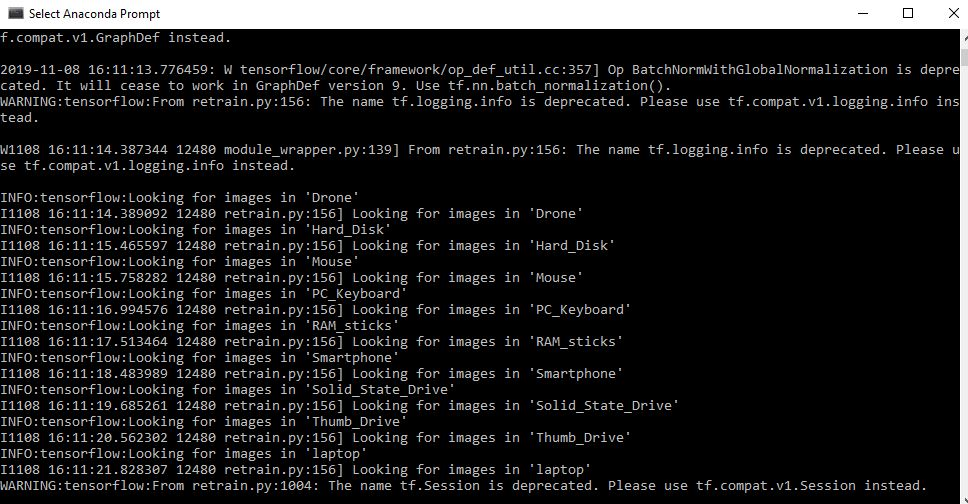 Select Anaconda Prompt
f.compat.v1.GraphDef instead.
2019-11-08 16:11:13.776459: W tensorflow/core/framework/op_def_util.cc:357] Op BatchNormWithGlobalNormalization is depre
cated. It will cease to work in GraphDef version 9. Use tf.nn.batch_normalization().
WARNING:tensorflow:From retrain.py:156: The name tf.logging.info is deprecated. Please use tf.compat.v1.logging.info ins
tead.
W1108 16:11:14.387344 12480 module_wrapper.py:139] From retrain.py:156: The name tf.logging.info is deprecated. Please u
se tf.compat.v1.logging.info instead.
INFO:tensorflow:Looking for images in 'Drone'
I1108 16:11:14.389092 12480 retrain.py:156] Looking for images in 'Drone'
INFO:tensorflow:Looking for images in 'Hard_Disk'
I1108 16:11:15.465597 12480 retrain.py:156] Looking for images in 'Hard_Disk'
INFO:tensorflow:Looking for images in 'Mouse'
I1108 16:11:15.758282 12480 retrain.py:156] Looking for images in 'Mouse'
INFO:tensorflow:Looking for images in 'PC_Keyboard'
I1108 16:11:16.994576 12480 retrain.py:156] Looking for images in 'PC_Keyboard'
INFO:tensorflow:Looking for images in 'RAM_sticks'
I1108 16:11:17.513464 12480 retrain.py:156] Looking for images in 'RAM_sticks'
INFO:tensorflow:Looking for images in 'Smartphone'
I1108 16:11:18.483989 12480 retrain.py:156] Looking for images in 'Smartphone'
INFO:tensorflow:Looking for images in 'Solid_State_Drive'
I1108 16:11:19.685261 12480 retrain.py:156] Looking for images in 'Solid_State_Drive'
INFO:tensorflow:Looking for images in 'Thumb_Drive'
I1108 16:11:20.562302 12480 retrain.py:156] Looking for images in 'Thumb_Drive'
INFO:tensorflow:Looking for images in 'laptop'
I1108 16:11:21.828307 12480 retrain.py:156] Looking for images in 'laptop'
WARNING:tensorflow:From retrain.py:1004: The name tf.Session is deprecated. Please use tf.compat.v1.Session instead.